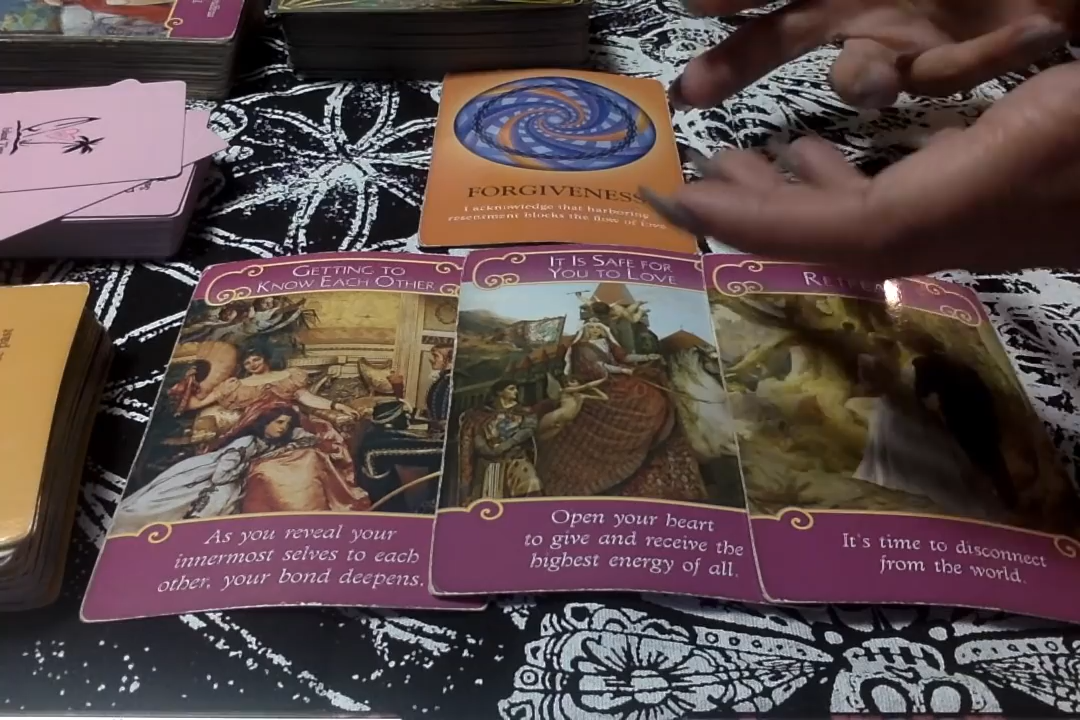 FORGIVENESS
I acknowledge that harboring
resentment blocks the flow of
GETTING TO
KNOW EACH OTHER
As you reveal your
innermost selves to each
other, your bond deepens.
IT IS SAFE FOR
YOU TO LOVE
Open your heart
to give and receive the
highest energy of all.
It's time to disconnect
from the world.
past